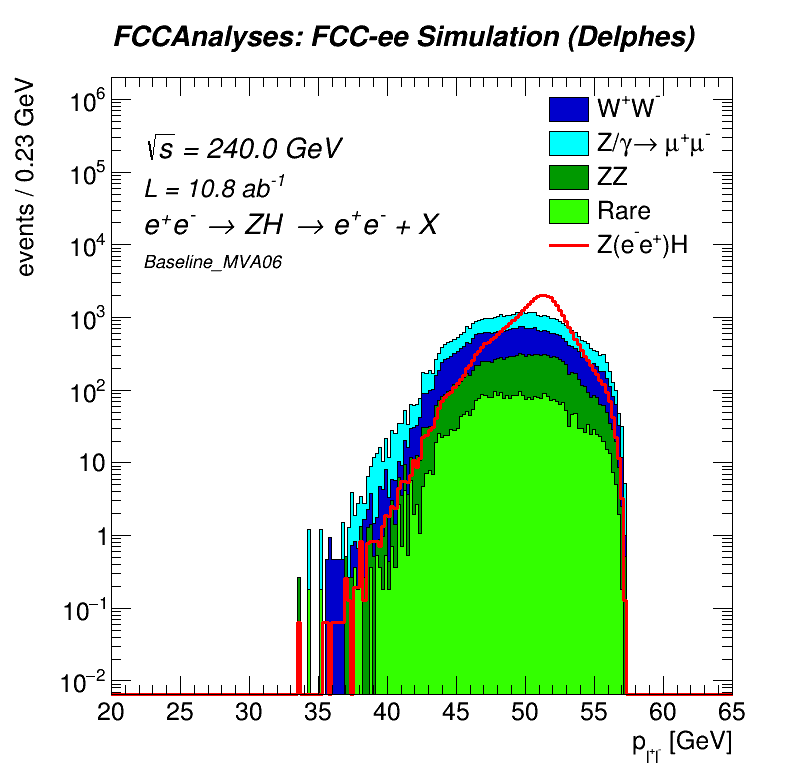 FCCAnalyses: FCC-ee Simulation (Delphes)
events / 0.23 GeV
10⁶
10⁵
10⁴
10³
10²
10
1
10⁻¹
10⁻²
√s = 240.0 GeV
L = 10.8 ab⁻¹
e⁺e⁻ → ZH → e⁺e⁻ + X
Baseline_MVA06
W⁺W⁻
Z/γ→ μ⁺μ⁻
ZZ
Rare
Z(e⁻e⁺)H
20 25 30 35 40 45 50 55 60 65
p_{l⁺l⁻} [GeV]